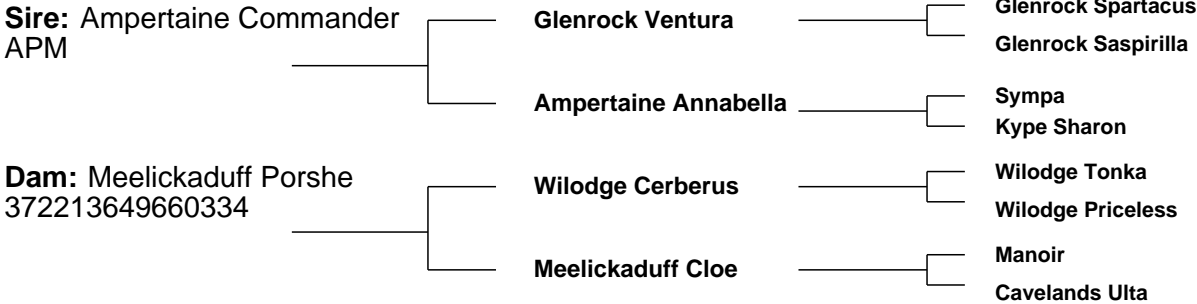 Sire: Ampertaine Commander
APM
Glenrock Ventura
Glenrock Spartacus
Glenrock Saspirilla
Ampertaine Annabella
Sympa
Kype Sharon
Dam: Meelickaduff Porshe
372213649660334
Wilodge Cerberus
Wilodge Tonka
Wilodge Priceless
Meelickaduff Cloe
Manoir
Cavelands Ulta